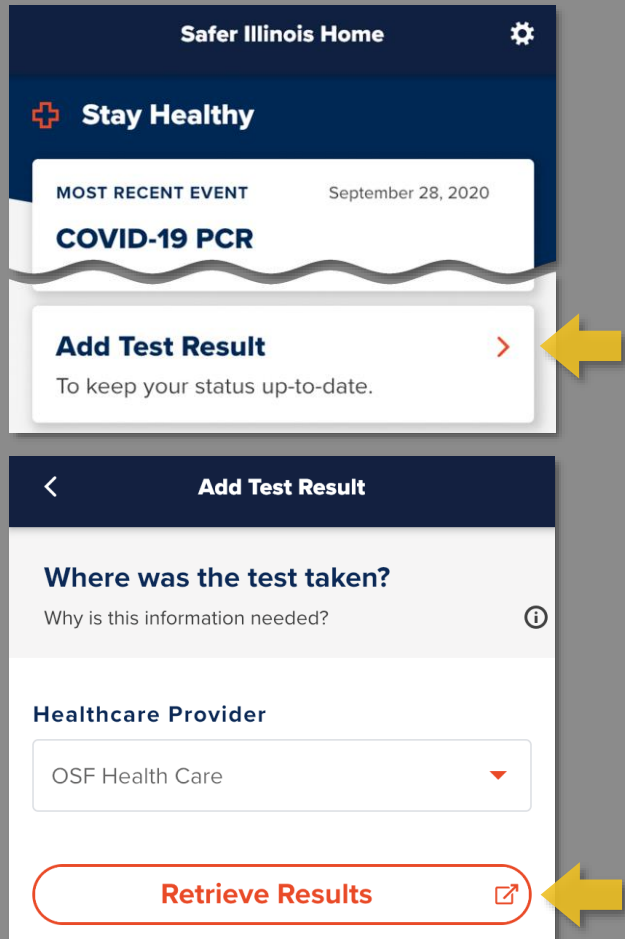 Safer Illinois Home
Stay Healthy
MOST RECENT EVENT September 28, 2020
COVID-19 PCR
Add Test Result
To keep your status up-to-date.
Add Test Result
Where was the test taken?
Why is this information needed?
Healthcare Provider
OSF Health Care
Retrieve Results